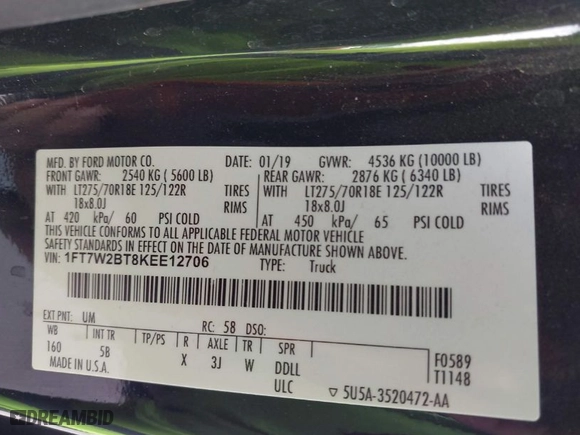 MFD. BY FORD MOTOR CO. DATE: 01/19 GVWR: 4536 KG (10000 LB)
FRONT GAWR: 2540 KG (5600 LB) REAR GAWR: 2876 KG (6340 LB)
WITH LT275/70R18E 125/122R TIRES WITH LT275/70R18E 125/122R TIRES
18x8.0J RIMS 18x8.0J RIMS
AT 420 kPa/ 60 PSI COLD AT 450 kPa/ 65 PSI COLD
THIS VEHICLE CONFORMS TO ALL APPLICABLE FEDERAL MOTOR VEHICLE
SAFETY STANDARDS IN EFFECT ON THE DATE OF MANUFACTURE SHOWN ABOVE.
VIN: 1FT7W2BT8KEE12706 TYPE: Truck
EXT PNT: UM RC: 58 DSO:
WB INT TR TP/PS R AXLE TR SPR
160 5B X 3J W DDLL F0589
MADE IN U.S.A. ULC T1148
▽ 5U5A-3520472-AA
DREAMBID